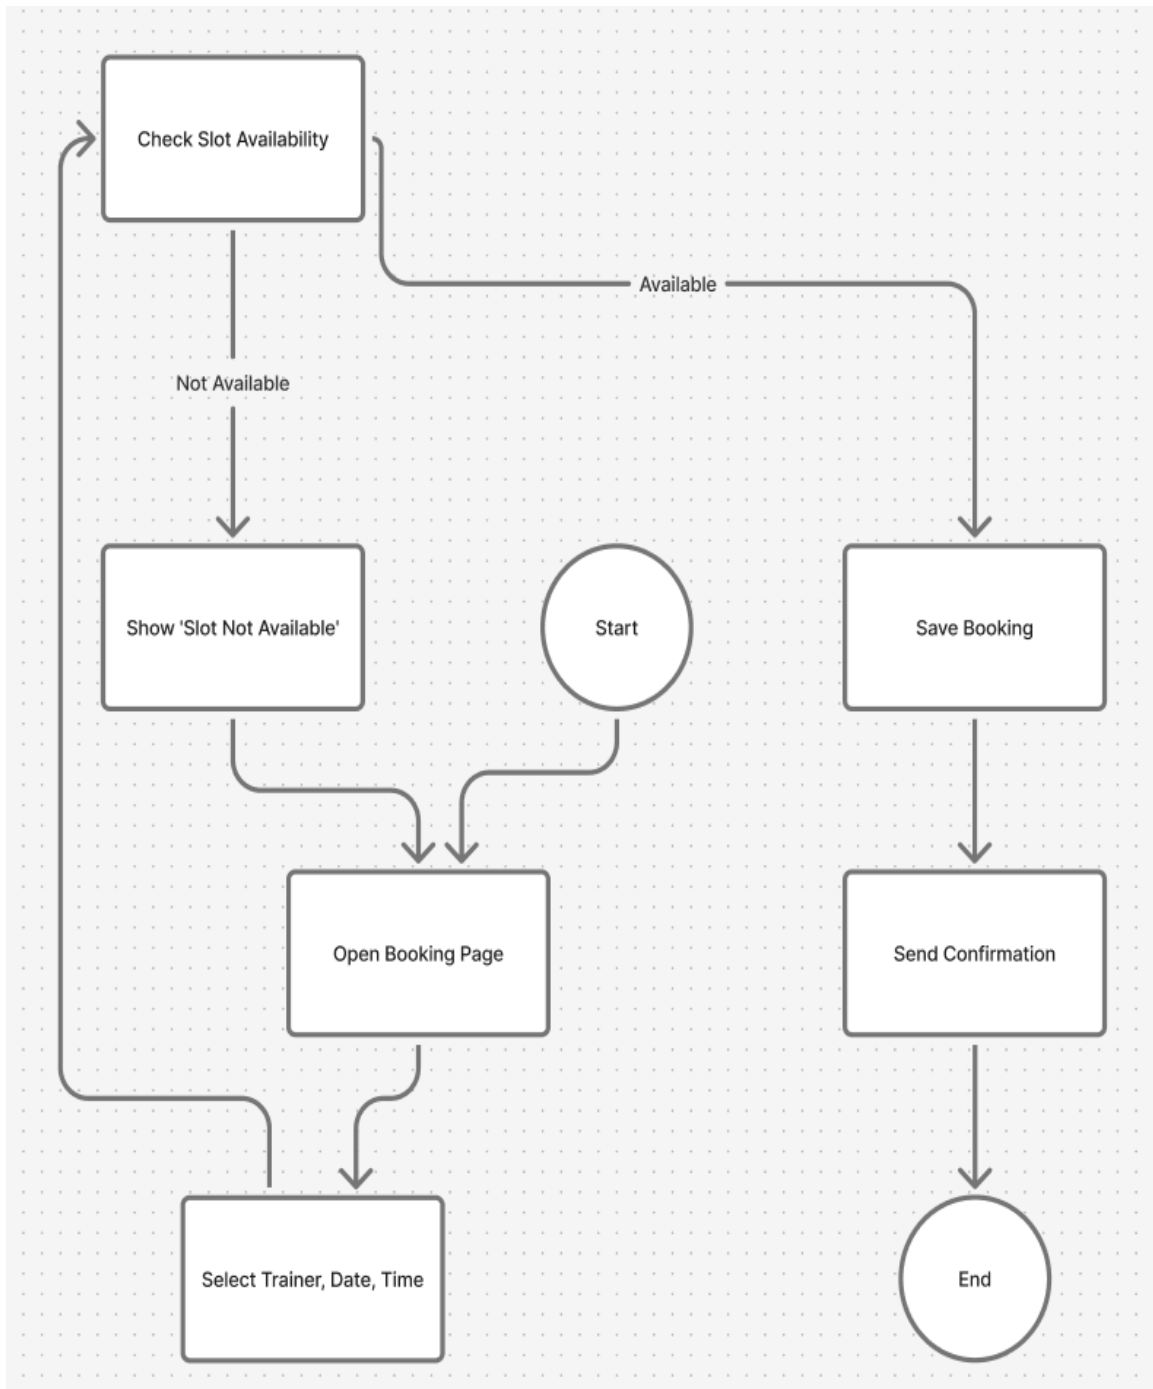 Check Slot Availability
Available
Not Available
Show 'Slot Not Available'
Start
Save Booking
Open Booking Page
Send Confirmation
Select Trainer, Date, Time
End